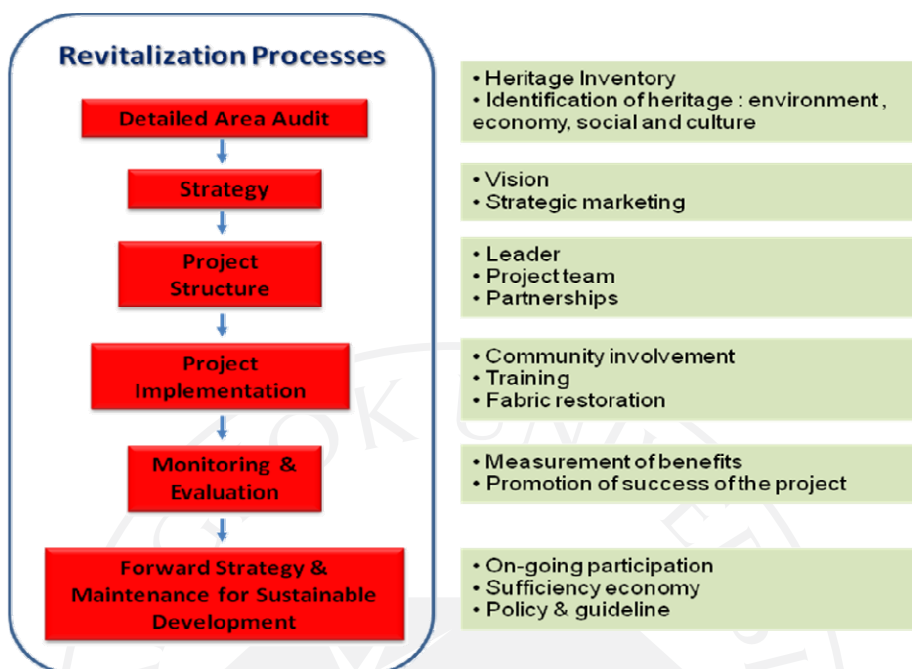 Revitalization Processes
Detailed Area Audit
• Heritage Inventory
• Identification of heritage : environment ,
economy, social and culture
Strategy
• Vision
• Strategic marketing
Project
Structure
• Leader
• Project team
• Partnerships
Project
Implementation
• Community involvement
• Training
• Fabric restoration
Monitoring &
Evaluation
• Measurement of benefits
• Promotion of success of the project
Forward Strategy &
Maintenance for Sustainable
Development
• On-going participation
• Sufficiency economy
• Policy & guideline